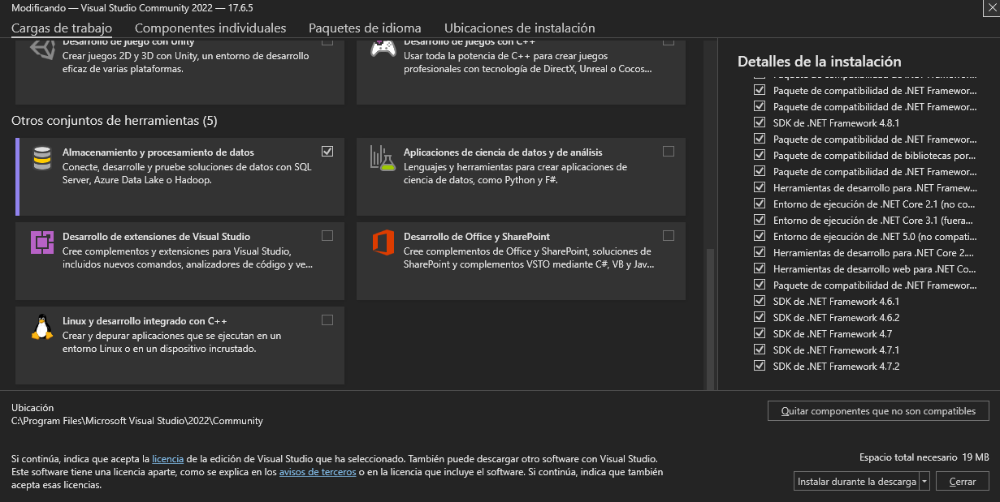 Modificando — Visual Studio Community 2022 — 17.6.5
Cargas de trabajo
Componentes individuales
Paquetes de idioma
Ubicaciones de instalación
Desarrollo de juego con Unity
Crear juegos 2D y 3D con Unity, un entorno de desarrollo
eficaz de varias plataformas.
Desarrollo de juegos con C++
Usar toda la potencia de C++ para crear juegos
profesionales con tecnología de DirectX, Unreal o Cocos...
Otros conjuntos de herramientas (5)
Almacenamiento y procesamiento de datos
Conecte, desarrolle y pruebe soluciones de datos con SQL
Server, Azure Data Lake o Hadoop.
Aplicaciones de ciencia de datos y de análisis
Lenguajes y herramientas para crear aplicaciones de
ciencia de datos, como Python y F#.
Desarrollo de extensiones de Visual Studio
Cree complementos y extensiones para Visual Studio,
incluidos nuevos comandos, analizadores de código y ve...
Desarrollo de Office y SharePoint
Cree complementos de Office y SharePoint, soluciones de
SharePoint y complementos VSTO mediante C#, VB y Jav...
Linux y desarrollo integrado con C++
Crear y depurar aplicaciones que se ejecutan en un
entorno Linux o en un dispositivo incrustado.
Detalles de la instalación
Paquete de compatibilidad de .NET Framewor...
Paquete de compatibilidad de .NET Framewor...
Paquete de compatibilidad de .NET Framewor...
SDK de .NET Framework 4.8.1
Paquete de compatibilidad de .NET Framewor...
Paquete de compatibilidad de bibliotecas por...
Paquete de compatibilidad de .NET Framewor...
Herramientas de desarrollo para .NET Framew...
Entorno de ejecución de .NET Core 2.1 (no co...
Entorno de ejecución de .NET Core 3.1 (fuera...
Entorno de ejecución de .NET 5.0 (no compati...
Herramientas de desarrollo para .NET Core 2....
Herramientas de desarrollo web para .NET Co...
Paquete de compatibilidad de .NET Framewor...
SDK de .NET Framework 4.6.1
SDK de .NET Framework 4.6.2
SDK de .NET Framework 4.7
SDK de .NET Framework 4.7.1
SDK de .NET Framework 4.7.2
Ubicación
C:\Program Files\Microsoft Visual Studio\2022\Community
Quitar componentes que no son compatibles
Si continúa, indica que acepta la licencia de la edición de Visual Studio que ha seleccionado. También puede descargar otro software con Visual Studio.
Este software tiene una licencia aparte, como se explica en los avisos de terceros o en la licencia que incluye el software. Si continúa, indica que también
acepta esas licencias.
Espacio total necesario 19 MB
Instalar durante la descarga
Cerrar